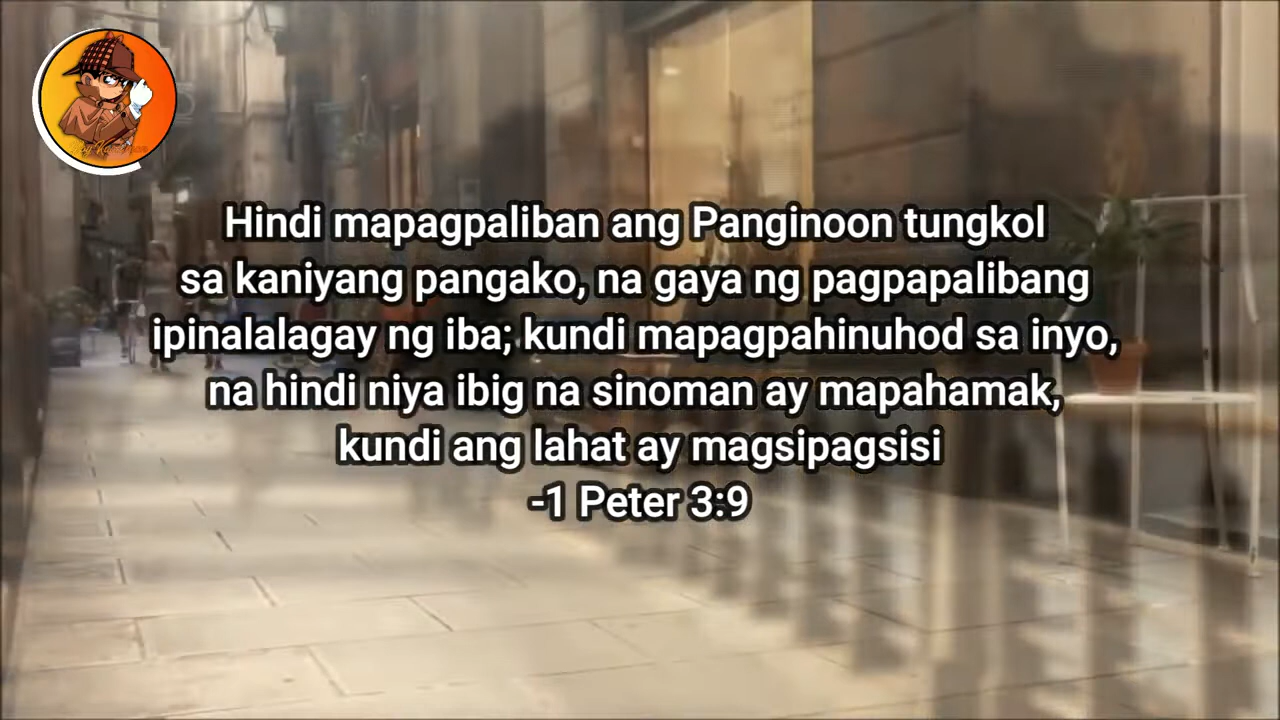 Hindi mapagpaliban ang Panginoon tungkol
sa kaniyang pangako, na gaya ng pagpapalibang
ipinalalagay ng iba; kundi mapagpahinuhod sa inyo,
na hindi niya ibig na sinoman ay mapahamak,
kundi ang lahat ay magsipagsisi
-1 Peter 3:9